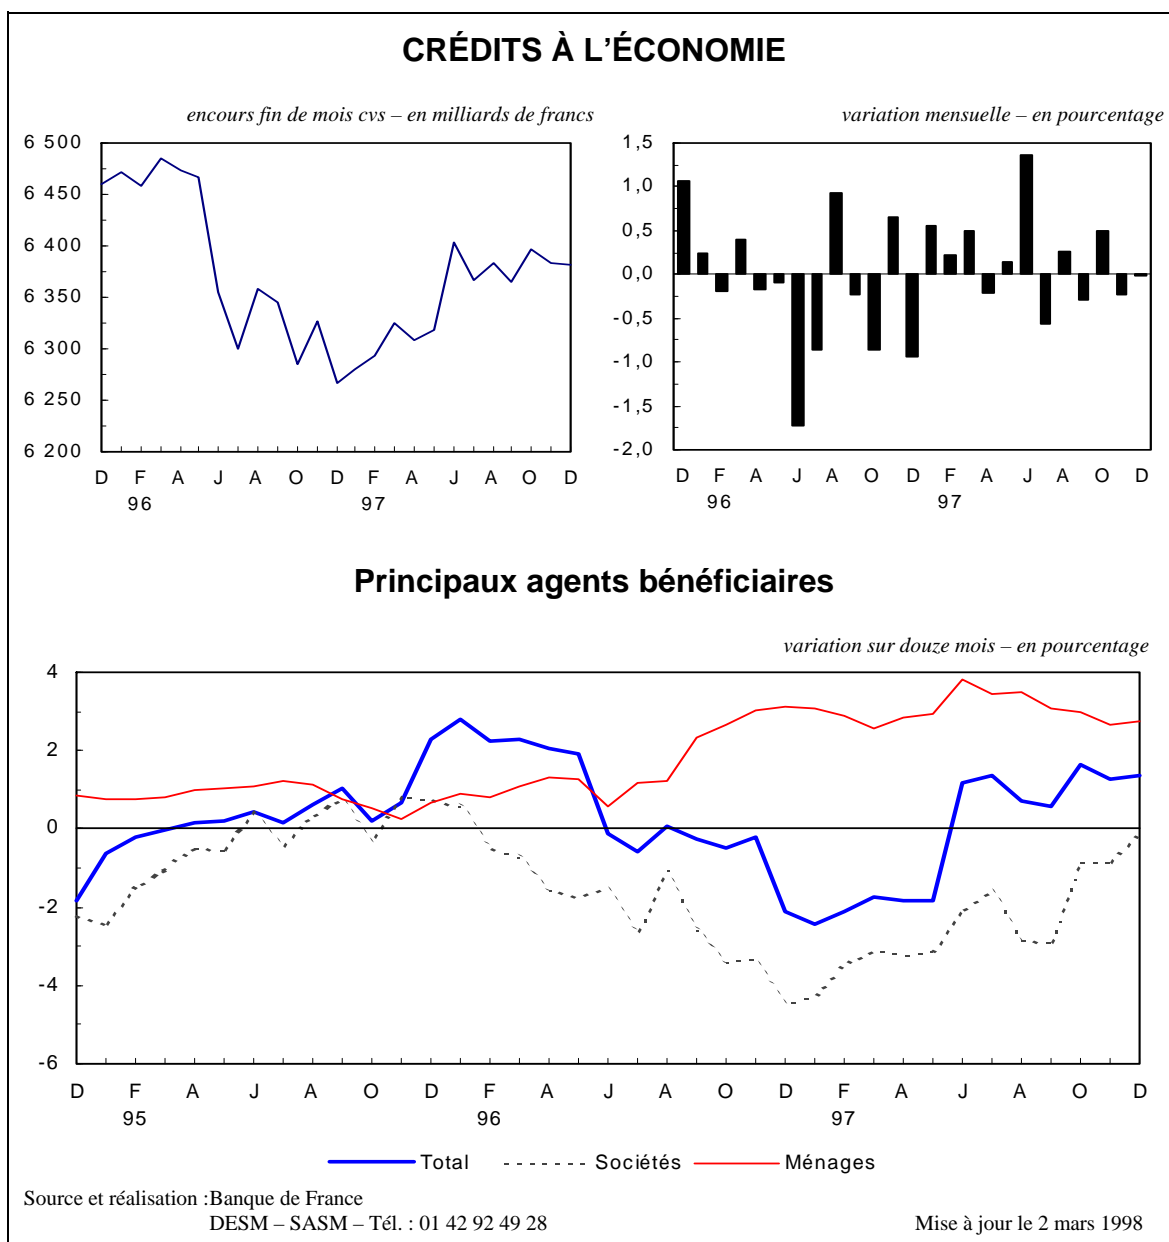 CRÉDITS À L'ÉCONOMIE
encours fin de mois cvs – en milliards de francs
6 500
6 450
6 400
6 350
6 300
6 250
6 200
D F A J A O D F A J A O D
96 97
variation mensuelle – en pourcentage
1,5
1,0
0,5
0,0
-0,5
-1,0
-1,5
-2,0
D F A J A O D F A J A O D
96 97
Principaux agents bénéficiaires
variation sur douze mois – en pourcentage
4
2
0
-2
-4
-6
D F A J A O D F A J A O D F A J A O D
95 96 97
Total Sociétés Ménages
Source et réalisation :Banque de France
DESM – SASM – Tél. : 01 42 92 49 28 Mise à jour le 2 mars 1998